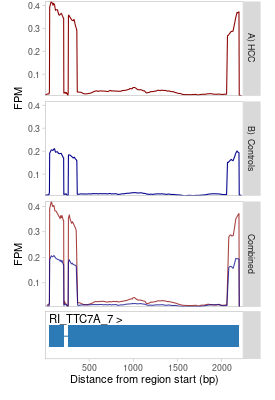 0.4
0.3
0.2
0.1
FPM
A) HCC
0.4
0.3
0.2
0.1
B) Controls
0.4
0.3
0.2
0.1
FPM
Combined
RI_TTC7A_7 >
500 1000 1500 2000
Distance from region start (bp)